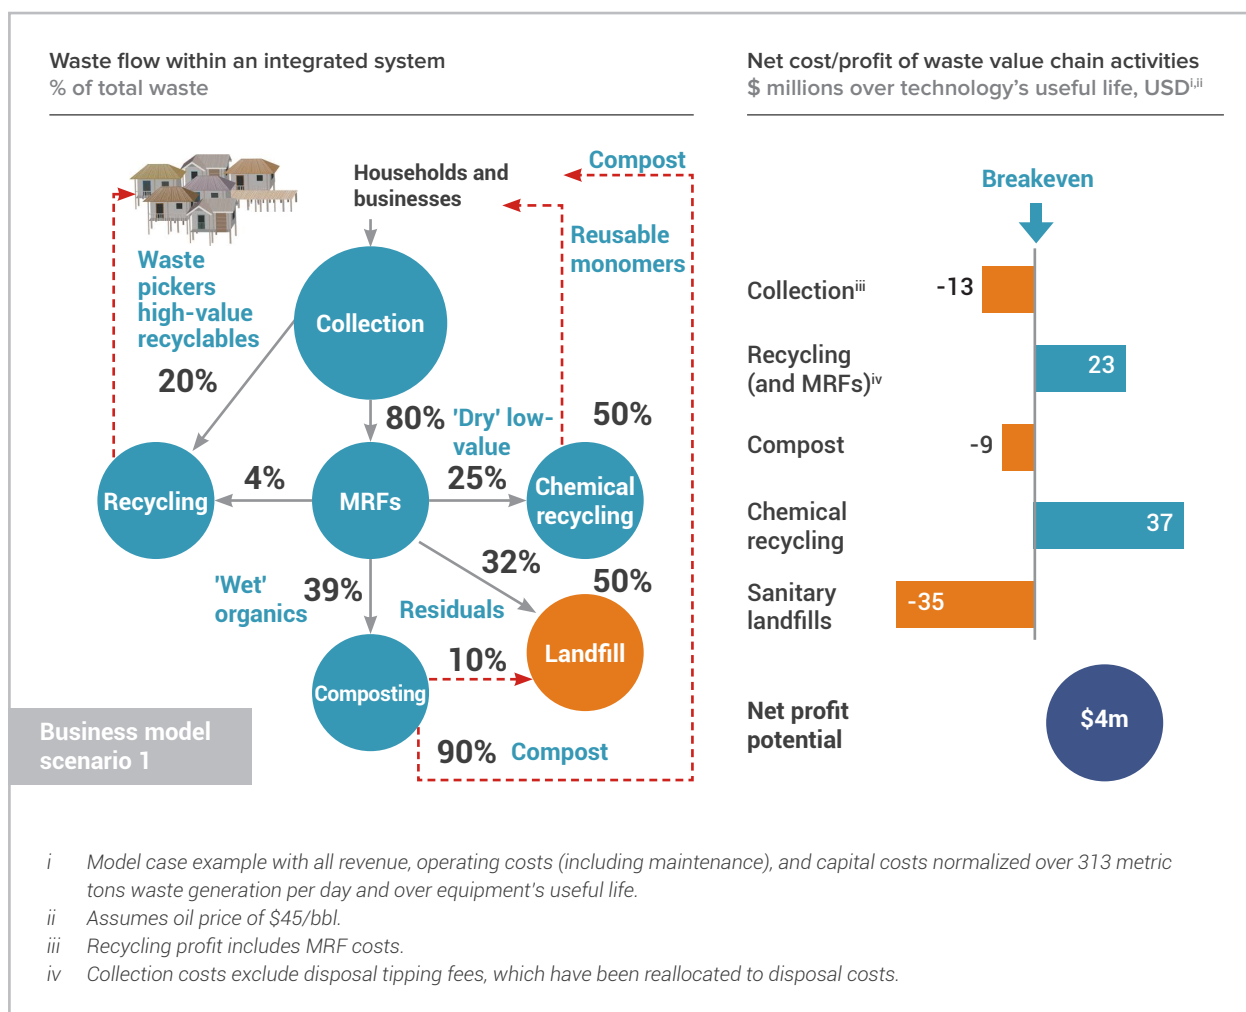 Waste flow within an integrated system
% of total waste
Net cost/profit of waste value chain activities
$ millions over technology's useful life, USDi,ii
Households and
businesses
Compost
Reusable
monomers
Waste
pickers
high-value
recyclables
20%
Collection
80%
'Dry' low-
value
50%
Recycling
4%
MRFs
25%
Chemical
recycling
'Wet'
organics
39%
32%
50%
Residuals
Landfill
10%
Composting
90% Compost
Business model
scenario 1
Breakeven
Collectioniii
-13
Recycling
(and MRFs)iv
23
Compost
-9
Chemical
recycling
37
Sanitary
landfills
-35
Net profit
potential
$4m
i Model case example with all revenue, operating costs (including maintenance), and capital costs normalized over 313 metric
tons waste generation per day and over equipment's useful life.
ii Assumes oil price of $45/bbl.
iii Recycling profit includes MRF costs.
iv Collection costs exclude disposal tipping fees, which have been reallocated to disposal costs.